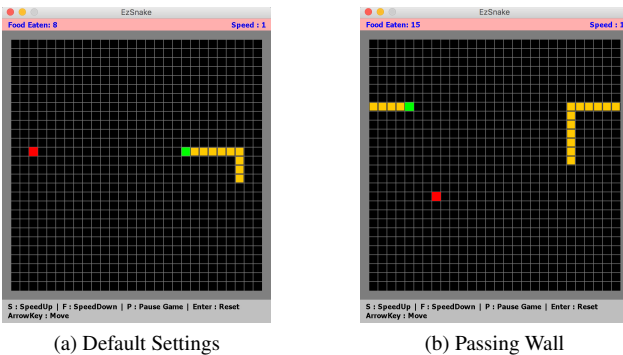 EzSnake
Food Eaten: 8 Speed : 1
S : SpeedUp | F : SpeedDown | P : Pause Game | Enter : Reset
ArrowKey : Move
(a) Default Settings
EzSnake
Food Eaten: 15 Speed : 1
S : SpeedUp | F : SpeedDown | P : Pause Game | Enter : Reset
ArrowKey : Move
(b) Passing Wall